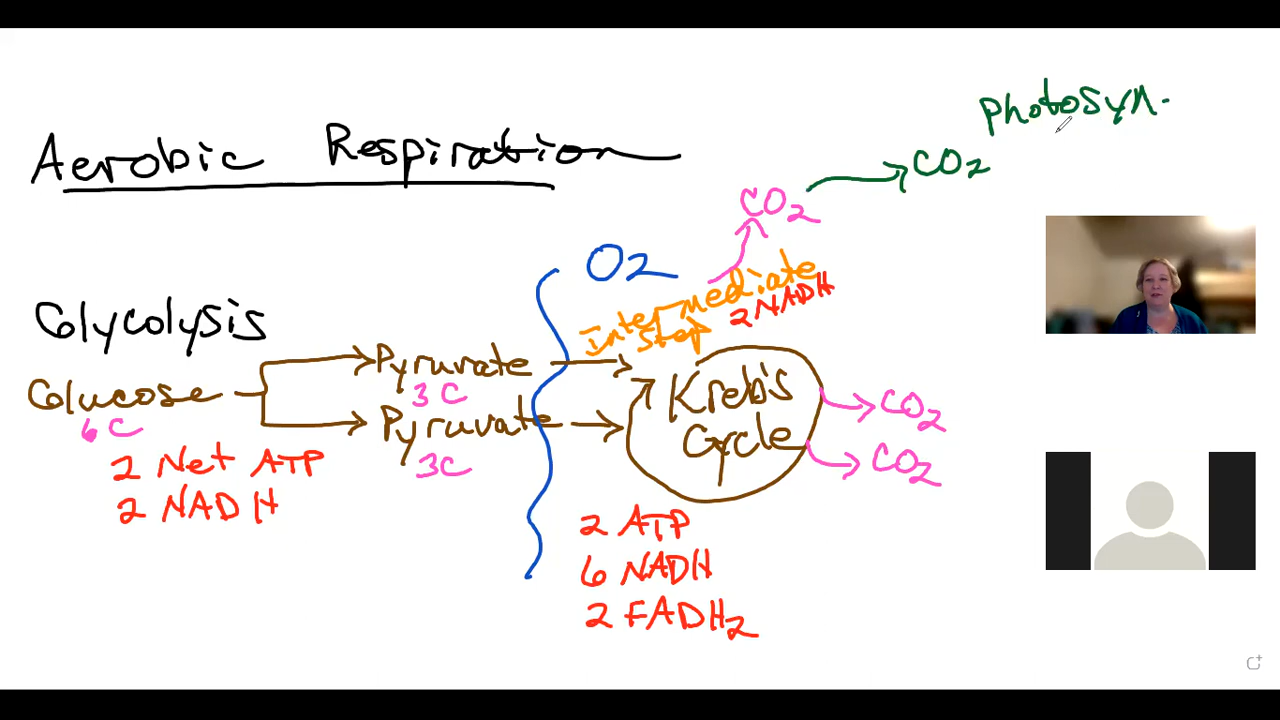 photosyn.
Aerobic Respiration
CO2
CO2
O2
Intermediate
Step
2 NADH
Glycolysis
Pyruvate
3 C
Glucose
6 C
Pyruvate
3C
Kreb's
Cycle
CO2
CO2
2 Net ATP
2 NADH
2 ATP
6 NADH
2 FADH2